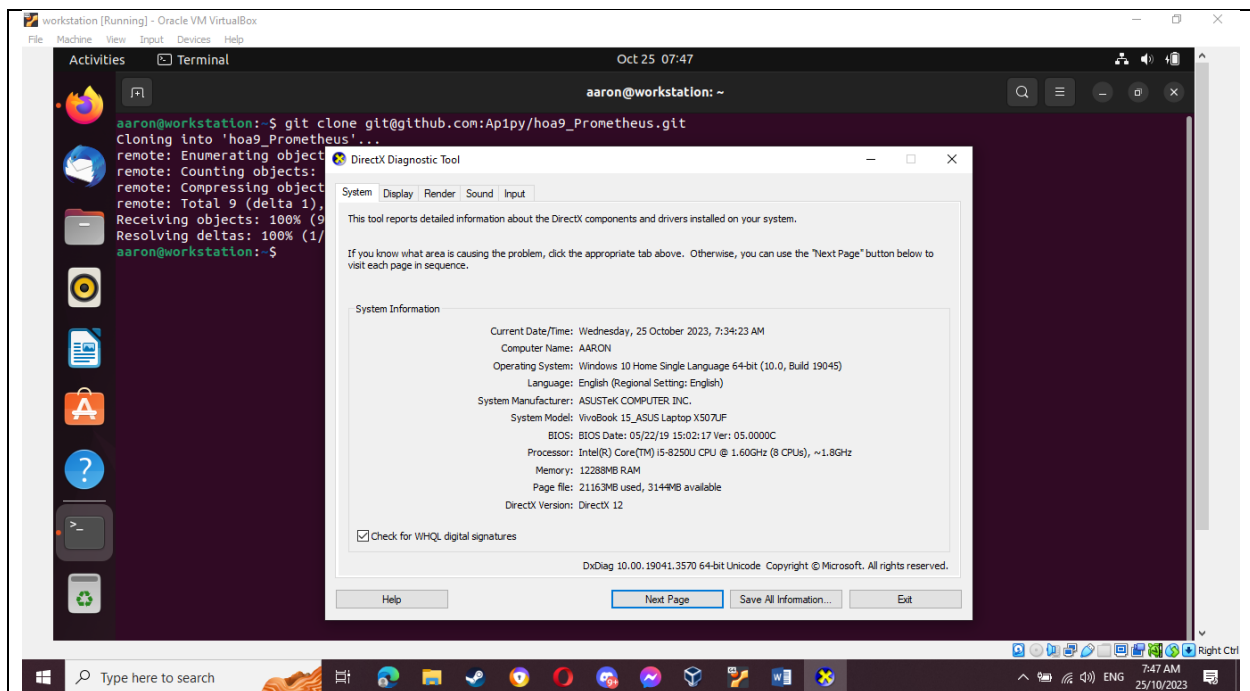 workstation [Running] - Oracle VM VirtualBox
File Machine View Input Devices Help
Activities Terminal Oct 25 07:47
aaron@workstation: ~
aaron@workstation:~$ git clone git@github.com:Ap1py/hoa9_Prometheus.git
Cloning into 'hoa9_Prometheus'...
remote: Enumerating object
remote: Counting objects:
remote: Compressing object
remote: Total 9 (delta 1),
Receiving objects: 100% (9
Resolving deltas: 100% (1/
aaron@workstation:~$
DirectX Diagnostic Tool
System Display Render Sound Input
This tool reports detailed information about the DirectX components and drivers installed on your system.
If you know what area is causing the problem, click the appropriate tab above. Otherwise, you can use the "Next Page" button below to
visit each page in sequence.
System Information
Current Date/Time: Wednesday, 25 October 2023, 7:34:23 AM
Computer Name: AARON
Operating System: Windows 10 Home Single Language 64-bit (10.0, Build 19045)
Language: English (Regional Setting: English)
System Manufacturer: ASUSTeK COMPUTER INC.
System Model: VivoBook 15_ASUS Laptop X507UF
BIOS: BIOS Date: 05/22/19 15:02:17 Ver: 05.0000C
Processor: Intel(R) Core(TM) i5-8250U CPU @ 1.60GHz (8 CPUs), ~1.8GHz
Memory: 12288MB RAM
Page file: 21163MB used, 3144MB available
DirectX Version: DirectX 12
Check for WHQL digital signatures
DxDiag 10.00.19041.3570 64-bit Unicode Copyright © Microsoft. All rights reserved.
Help Next Page Save All Information... Exit
Right Ctrl
Type here to search
ENG
7:47 AM
25/10/2023